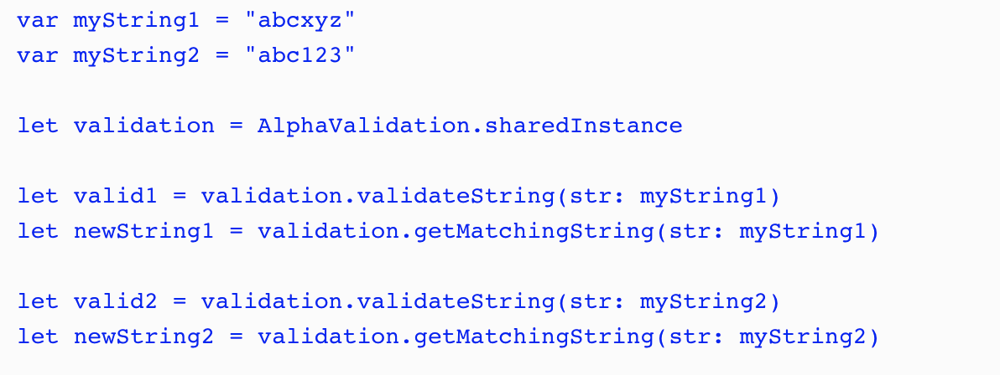 var myString1 = "abcxyz"
var myString2 = "abc123"
let validation = AlphaValidation.sharedInstance
let valid1 = validation.validateString(str: myString1)
let newString1 = validation.getMatchingString(str: myString1)
let valid2 = validation.validateString(str: myString2)
let newString2 = validation.getMatchingString(str: myString2)